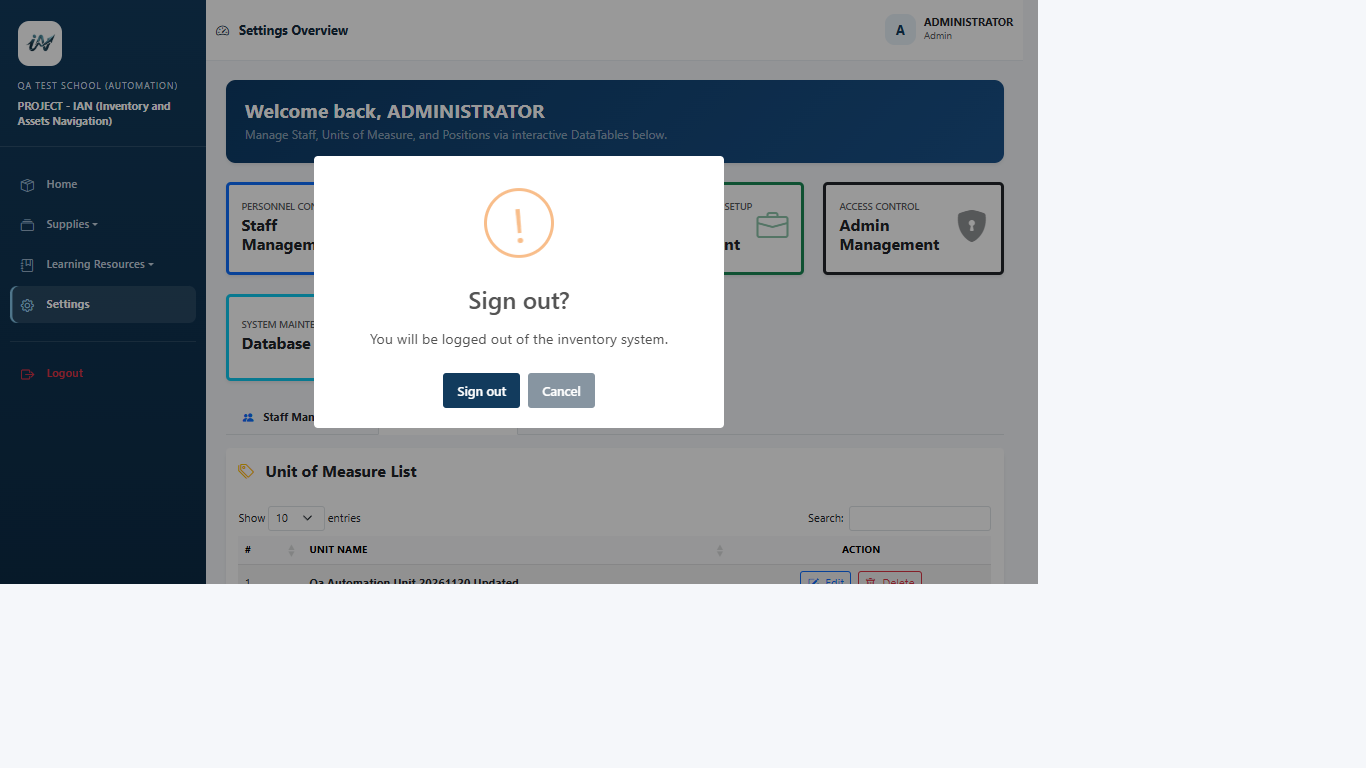 iAN
QA TEST SCHOOL (AUTOMATION)
PROJECT - IAN (Inventory and
Assets Navigation)
Home
Supplies
Learning Resources
Settings
Logout
Settings Overview
A
ADMINISTRATOR
Admin
Welcome back, ADMINISTRATOR
Manage Staff, Units of Measure, and Positions via interactive DataTables below.
PERSONNEL CON
Staff
Managem
SETUP
nt
ACCESS CONTROL
Admin
Management
SYSTEM MAINTE
Database
!
Sign out?
You will be logged out of the inventory system.
Sign out
Cancel
Staff Man
Unit of Measure List
Show 10 entries
Search:
# UNIT NAME ACTION
1 Qa Automation Unit 20261120 Updated Edit Delete